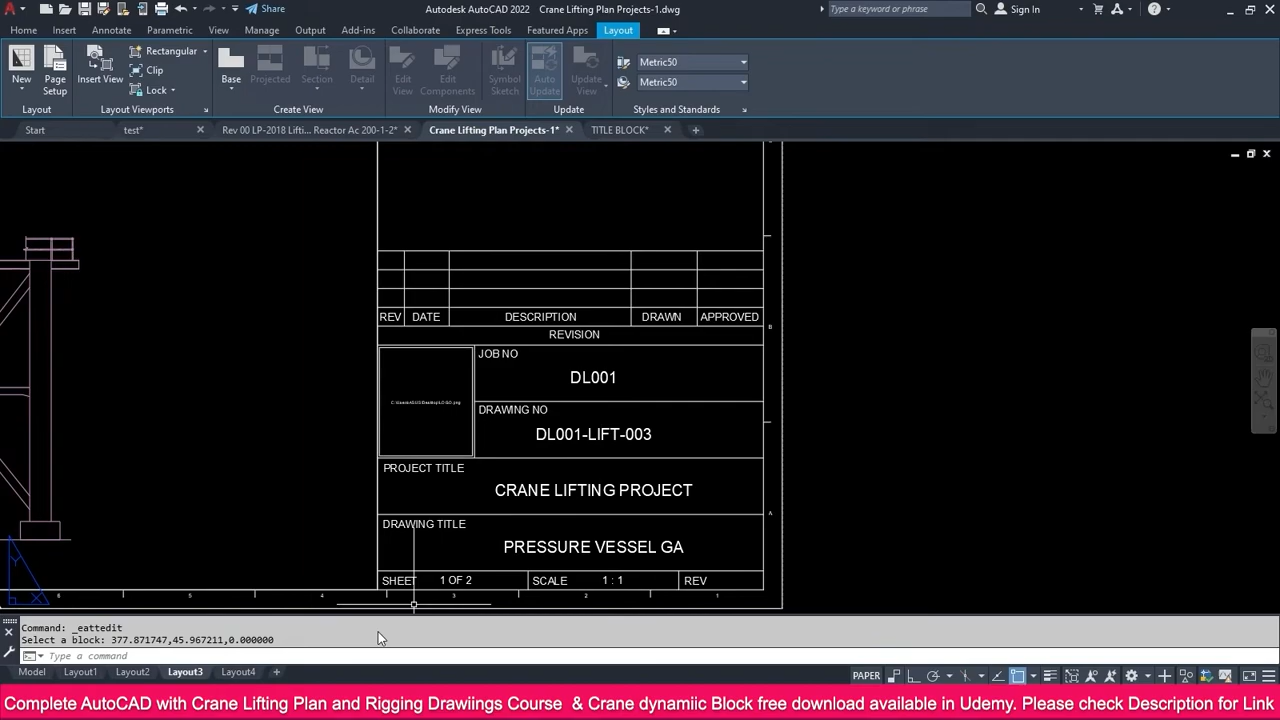 Share
Autodesk AutoCAD 2022 Crane Lifting Plan Projects-1.dwg
Type a keyword or phrase
Sign In
Home Insert Annotate Parametric View Manage Output Add-ins Collaborate Express Tools Featured Apps Layout
New
Page Setup
Insert View
Rectangular
Clip
Lock
Base
Projected
Section
Detail
Edit View
Edit Components
Symbol Sketch
Auto Update
Update View
Metric50
Metric50
Layout
Layout Viewports
Create View
Modify View
Update
Styles and Standards
Start
test*
Rev 00 LP-2018 Lifti... Reactor Ac 200-1-2*
Crane Lifting Plan Projects-1*
TITLE BLOCK*
REV DATE DESCRIPTION DRAWN APPROVED
REVISION
B
JOB NO
DL001
DRAWING NO
DL001-LIFT-003
PROJECT TITLE
CRANE LIFTING PROJECT
A
DRAWING TITLE
PRESSURE VESSEL GA
SHEET 1 OF 2 SCALE 1 : 1 REV
6 5 4 3 2 1
Y
X
Command: _eattedit
Select a block: 377.871747,45.967211,0.000000
Type a command
Model Layout1 Layout2 Layout3 Layout4 +
PAPER
Complete AutoCAD with Crane Lifting Plan and Rigging Drawiings Course & Crane dynamiic Block free download available in Udemy. Please check Description for Link